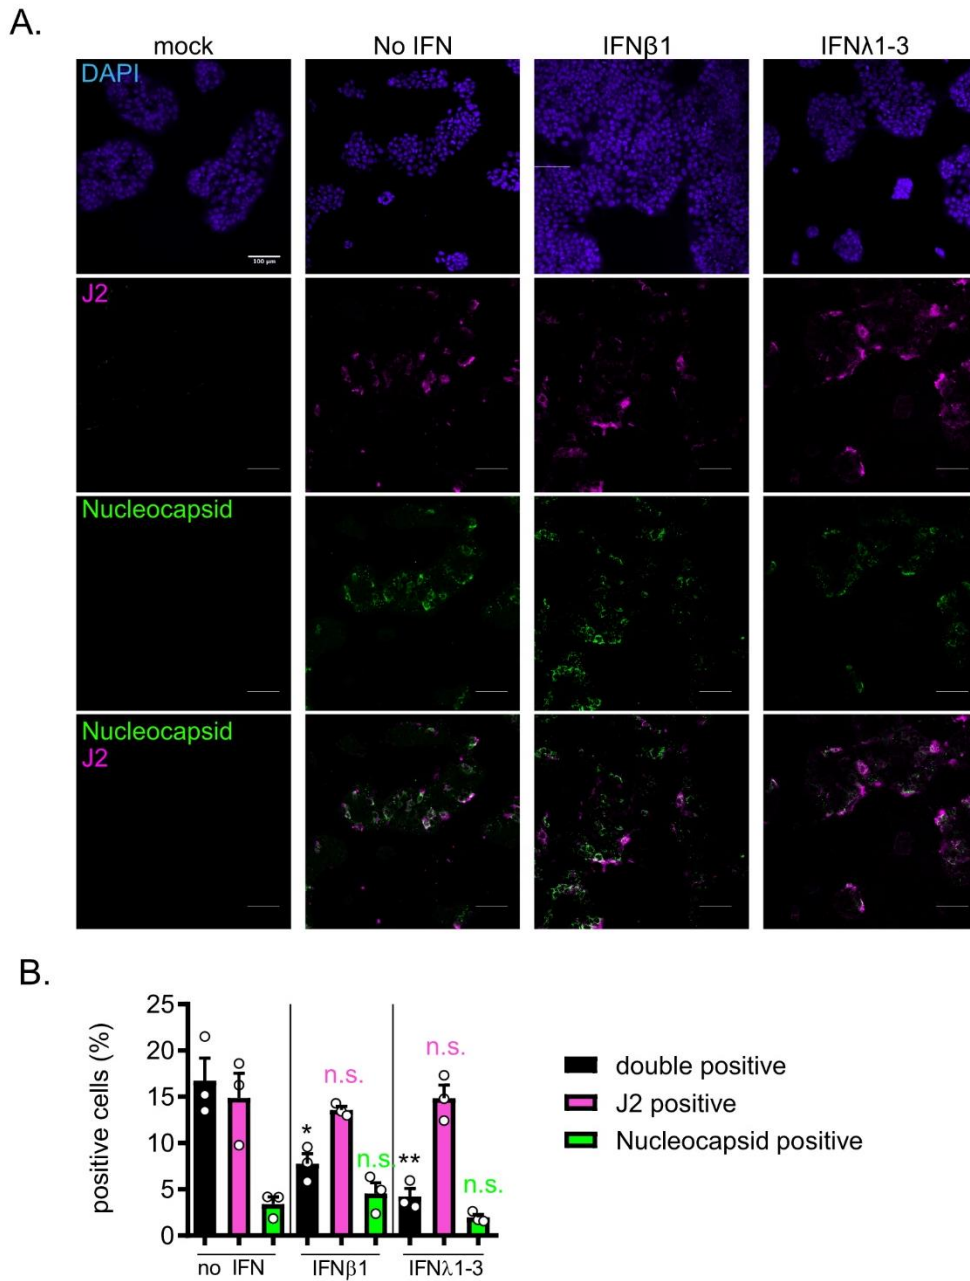 A.
mock No IFN IFNβ1 IFNλ1-3
DAPI
100 μm
J2
Nucleocapsid
Nucleocapsid
J2
B.
positive cells (%)
25
20
15
10
5
0
n.s.
*
n.s.
**
n.s.
n.s.
no IFN IFNβ1 IFNλ1-3
double positive
J2 positive
Nucleocapsid positive